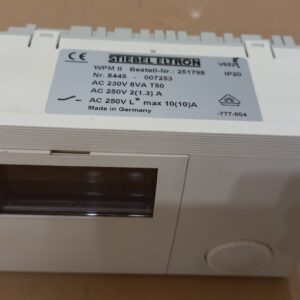 CE STIEBEL ELTRON
WPM II Bestell-Nr.: 251798 IP20
Nr. 8445 - 007253
AC 230V 8VA T50
AC 250V 2(1.3) A
AC 250V L* max 10(10)A
Made in Germany
-777-004